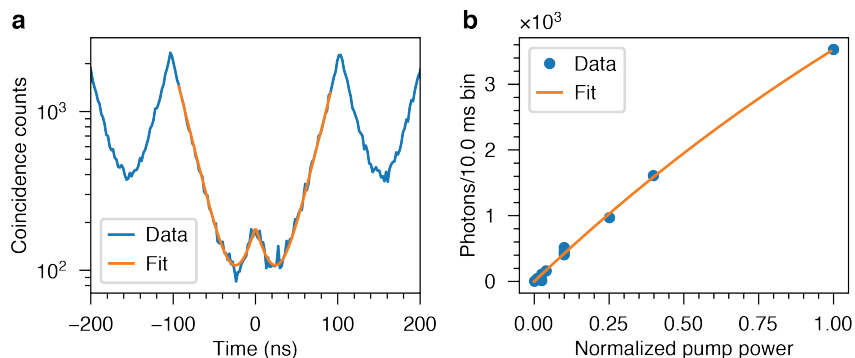 a
Coincidence counts
10³
10²
Data
Fit
−200
−100
0
100
200
Time (ns)
b
×10³
Photons/10.0 ms bin
3
2
1
0
Data
Fit
0.00
0.25
0.50
0.75
1.00
Normalized pump power